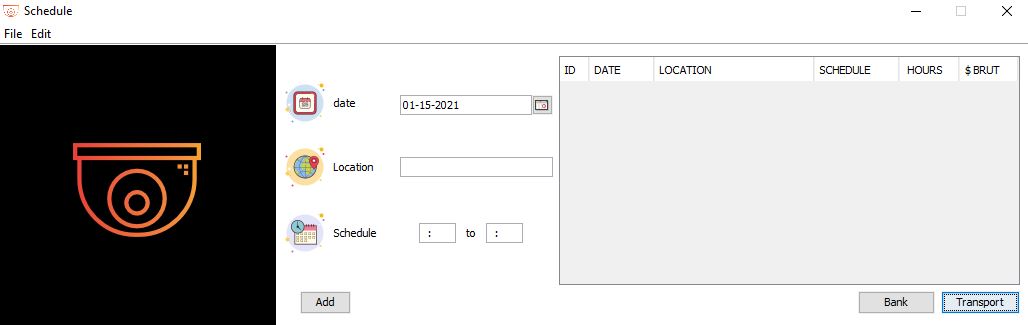 Schedule
File Edit
ID DATE LOCATION SCHEDULE HOURS $ BRUT
date 01-15-2021
Location
Schedule : to :
Add Bank Transport